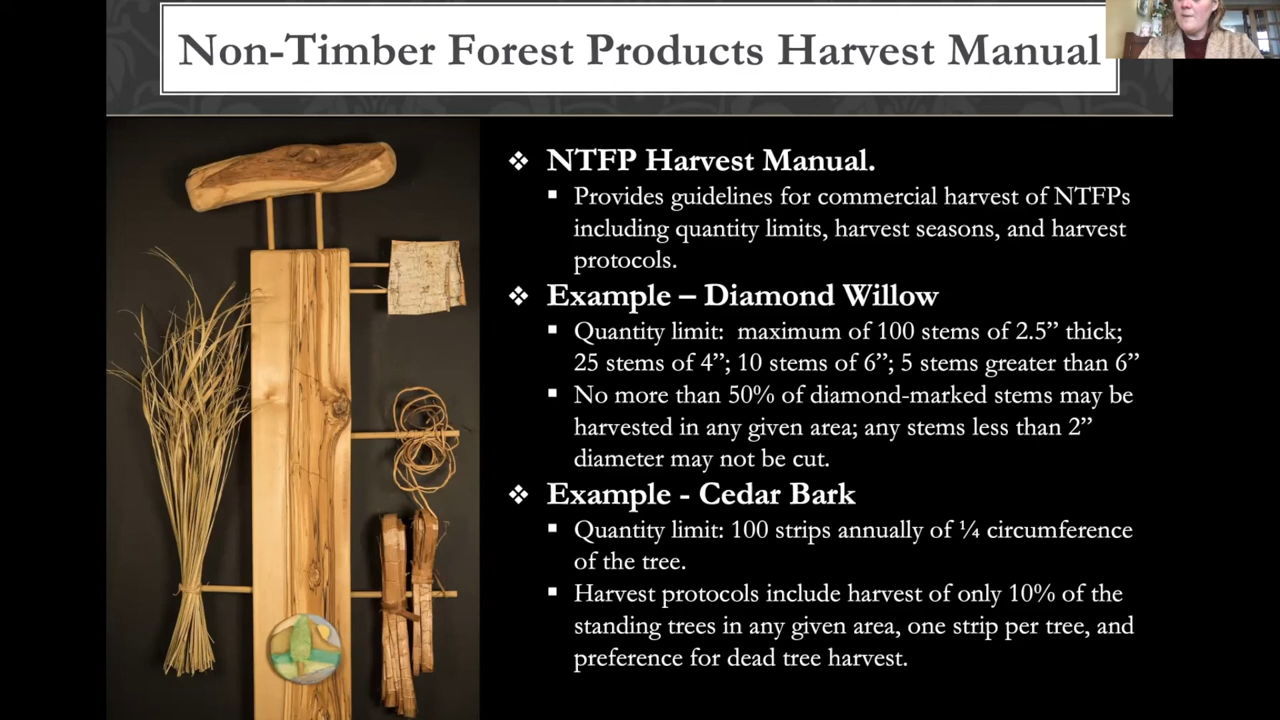 Non-Timber Forest Products Harvest Manual
❖ NTFP Harvest Manual.
▪ Provides guidelines for commercial harvest of NTFPs
including quantity limits, harvest seasons, and harvest
protocols.
❖ Example – Diamond Willow
▪ Quantity limit:  maximum of 100 stems of 2.5” thick;
25 stems of 4”; 10 stems of 6”; 5 stems greater than 6”
▪ No more than 50% of diamond-marked stems may be
harvested in any given area; any stems less than 2”
diameter may not be cut.
❖ Example - Cedar Bark
▪ Quantity limit: 100 strips annually of ¼ circumference
of the tree.
▪ Harvest protocols include harvest of only 10% of the
standing trees in any given area, one strip per tree, and
preference for dead tree harvest.